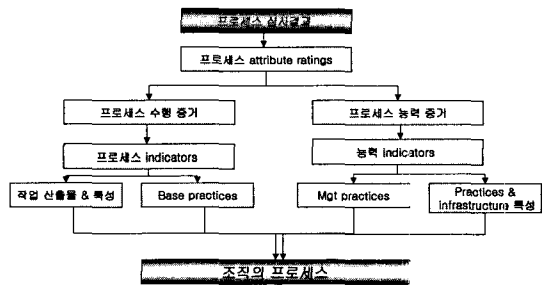 프로세스 심사결과
프로세스 attribute ratings
프로세스 수행 증거
프로세스 능력 증거
프로세스 indicators
능력 indicators
작업 산출물 & 특성
Base practices
Mgt practices
Practices &
infrastructure 특성
조직의 프로세스